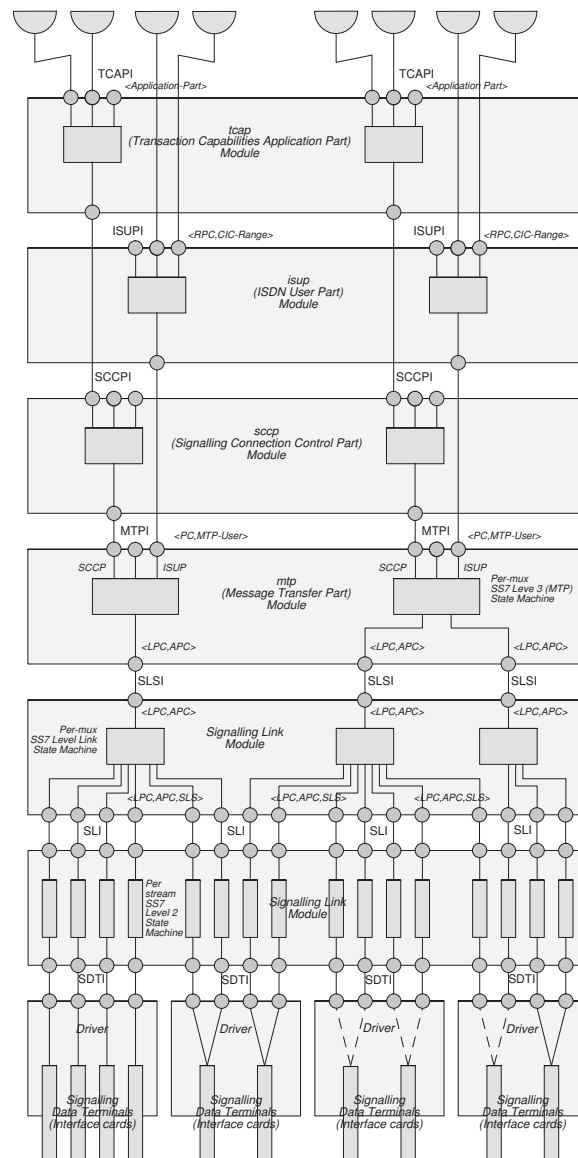 TCAPI TCAPI
<Application-Part> <Application Part>
tcap
(Transaction Capabilities Application Part)
Module
ISUPI ISUPI
<RPC,CIC-Range> <RPC,CIC-Range>
isup
(ISDN User Part)
Module
SCCPI SCCPI
sccp
(Signalling Connection Control Part)
Module
MTPI MTPI
<PC,MTP-User> <PC,MTP-User>
SCCP ISUP SCCP ISUP
mtp
(Message Transfer Part)
Module
Per-mux
SS7 Leve 3 (MTP)
State Machine
<LPC,APC> <LPC,APC> <LPC,APC>
SLSI SLSI SLSI
<LPC,APC> <LPC,APC> <LPC,APC>
Per-mux
SS7 Level Link
State Machine
Signalling Link
Module
<LPC,APC,SLS> <LPC,APC,SLS> <LPC,APC,SLS>
SLI SLI SLI SLI
Per
stream
SS7
Level 2
State
Machine
Signalling Link
Module
SDTI SDTI SDTI SDTI
Driver Driver Driver Driver
Signalling
Data Terminals
(Interface cards)
Signalling
Data Terminals
(Interface cards)
Signalling
Data Terminals
(Interface cards)
Signalling
Data Terminals
(Interface cards)